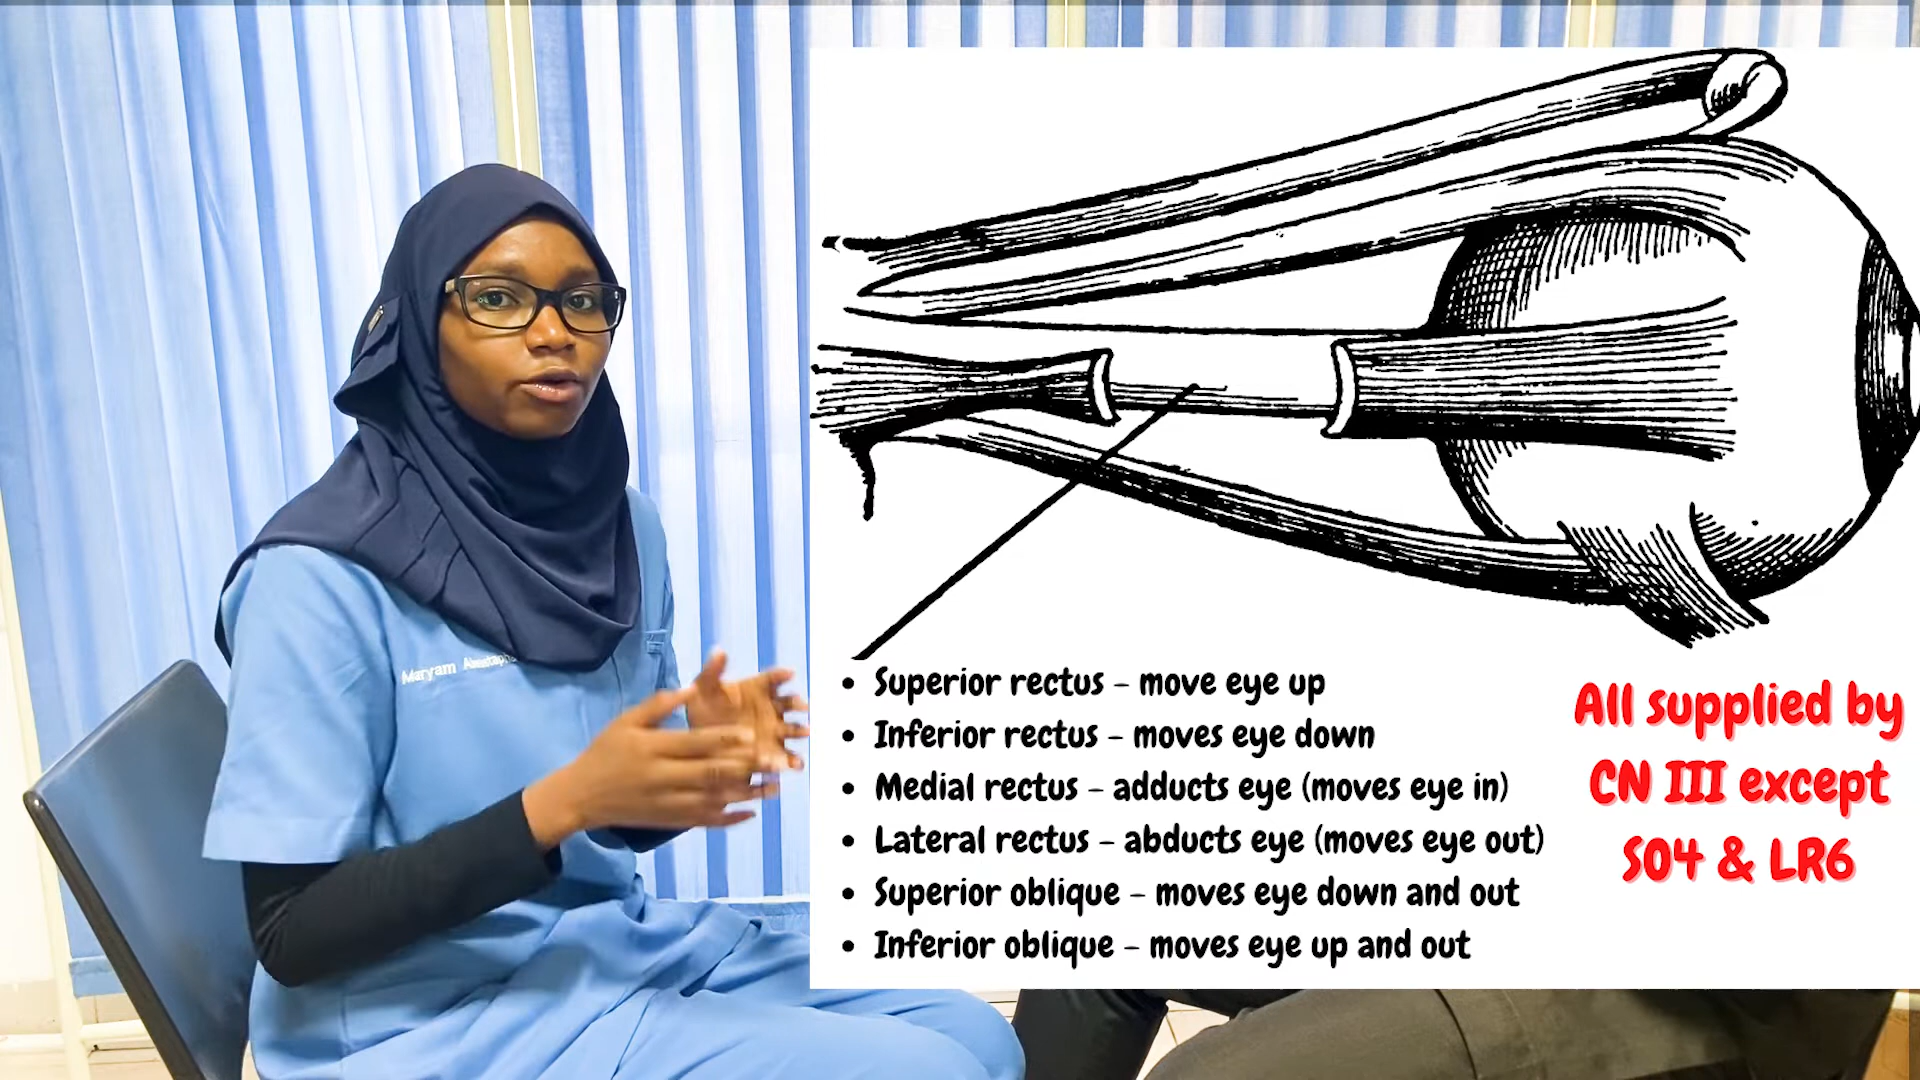 Maryam
• Superior rectus – move eye up
• Inferior rectus – moves eye down
• Medial rectus – adducts eye (moves eye in)
• Lateral rectus – abducts eye (moves eye out)
• Superior oblique – moves eye down and out
• Inferior oblique – moves eye up and out
All supplied by
CN III except
SO4 & LR6